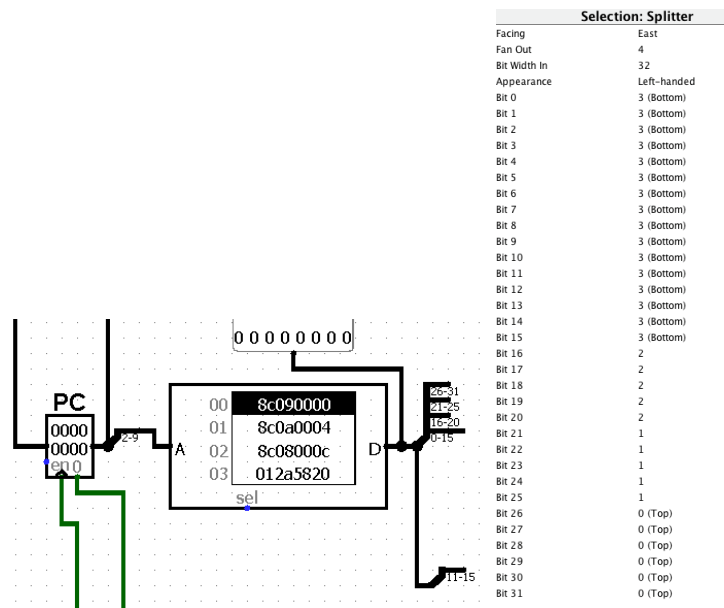 Selection: Splitter
Facing East
Fan Out 4
Bit Width In 32
Appearance Left-handed
Bit 0 3 (Bottom)
Bit 1 3 (Bottom)
Bit 2 3 (Bottom)
Bit 3 3 (Bottom)
Bit 4 3 (Bottom)
Bit 5 3 (Bottom)
Bit 6 3 (Bottom)
Bit 7 3 (Bottom)
Bit 8 3 (Bottom)
Bit 9 3 (Bottom)
Bit 10 3 (Bottom)
Bit 11 3 (Bottom)
Bit 12 3 (Bottom)
Bit 13 3 (Bottom)
Bit 14 3 (Bottom)
Bit 15 3 (Bottom)
Bit 16 2
Bit 17 2
Bit 18 2
Bit 19 2
Bit 20 2
Bit 21 1
Bit 22 1
Bit 23 1
Bit 24 1
Bit 25 1
Bit 26 0 (Top)
Bit 27 0 (Top)
Bit 28 0 (Top)
Bit 29 0 (Top)
Bit 30 0 (Top)
Bit 31 0 (Top)
0 0 0 0 0 0 0 0
PC
0000
0000
en 0
2-9
A
00 8c090000
01 8c0a0004
02 8c08000c
03 012a5820
sel
D
26-31
21-25
16-20
0-15
11-15